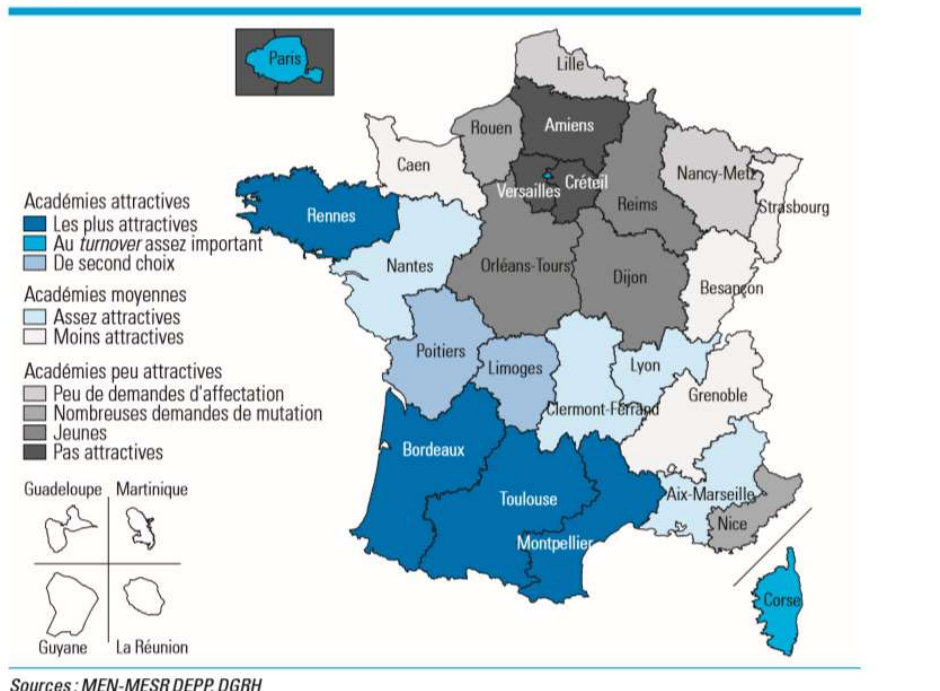 Paris
Lille
Rouen
Amiens
Caen
Nancy-Metz
Versailles
Créteil
Reims
Strasbourg
Rennes
Nantes
Orléans-Tours
Dijon
Besançon
Poitiers
Limoges
Lyon
Clermont-Ferrand
Grenoble
Bordeaux
Toulouse
Aix-Marseille
Nice
Montpellier
Corse
Académies attractives
Les plus attractives
Au turnover assez important
De second choix
Académies moyennes
Assez attractives
Moins attractives
Académies peu attractives
Peu de demandes d'affectation
Nombreuses demandes de mutation
Jeunes
Pas attractives
Guadeloupe Martinique
Guyane La Réunion
Sources : MEN-MESR DEPP, DGRH